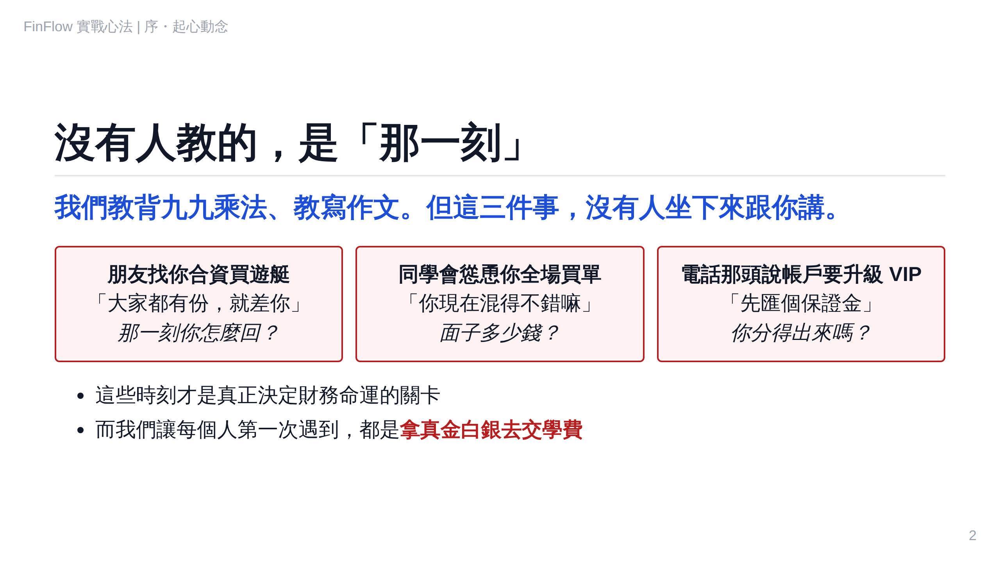 FinFlow 實戰心法 | 序・起心動念
沒有人教的，是「那一刻」
我們教背九九乘法、教寫作文。但這三件事，沒有人坐下來跟你講。
朋友找你合資買遊艇
「大家都有份，就差你」
那一刻你怎麼回？
同學會慫恿你全場買單
「你現在混得不錯嘛」
面子多少錢？
電話那頭說帳戶要升級 VIP
「先匯個保證金」
你分得出來嗎？
• 這些時刻才是真正決定財務命運的關卡
• 而我們讓每個人第一次遇到，都是拿真金白銀去交學費
2